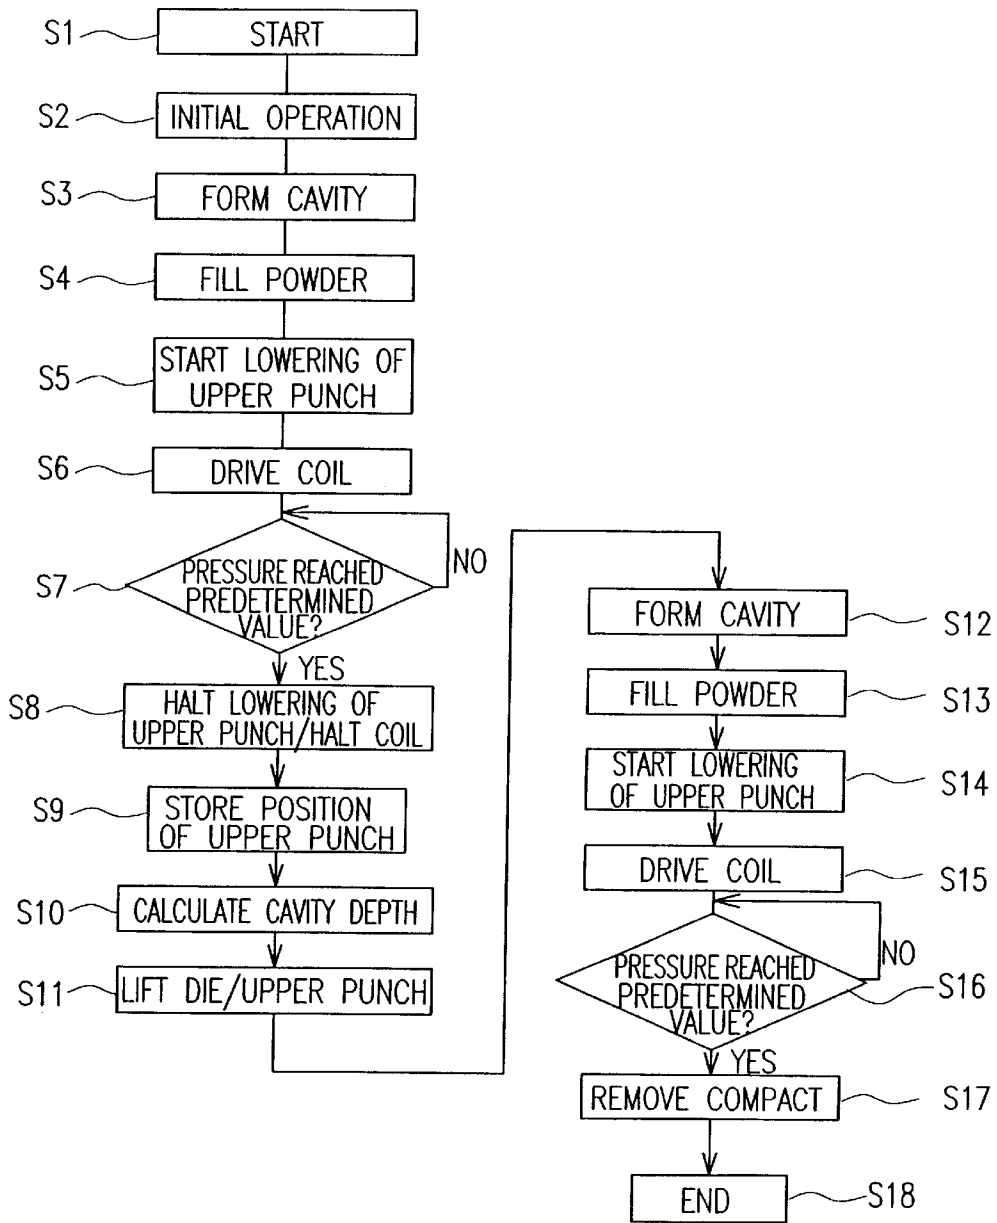 S1
START
S2
INITIAL OPERATION
S3
FORM CAVITY
S4
FILL POWDER
S5
START LOWERING OF
UPPER PUNCH
S6
DRIVE COIL
S7
PRESSURE REACHED
PREDETERMINED
VALUE?
NO
YES
S8
HALT LOWERING OF
UPPER PUNCH/HALT COIL
S9
STORE POSITION
OF UPPER PUNCH
S10
CALCULATE CAVITY DEPTH
S11
LIFT DIE/UPPER PUNCH
FORM CAVITY
S12
FILL POWDER
S13
START LOWERING
OF UPPER PUNCH
S14
DRIVE COIL
S15
PRESSURE REACHED
PREDETERMINED
VALUE?
NO
S16
YES
REMOVE COMPACT
S17
END
S18